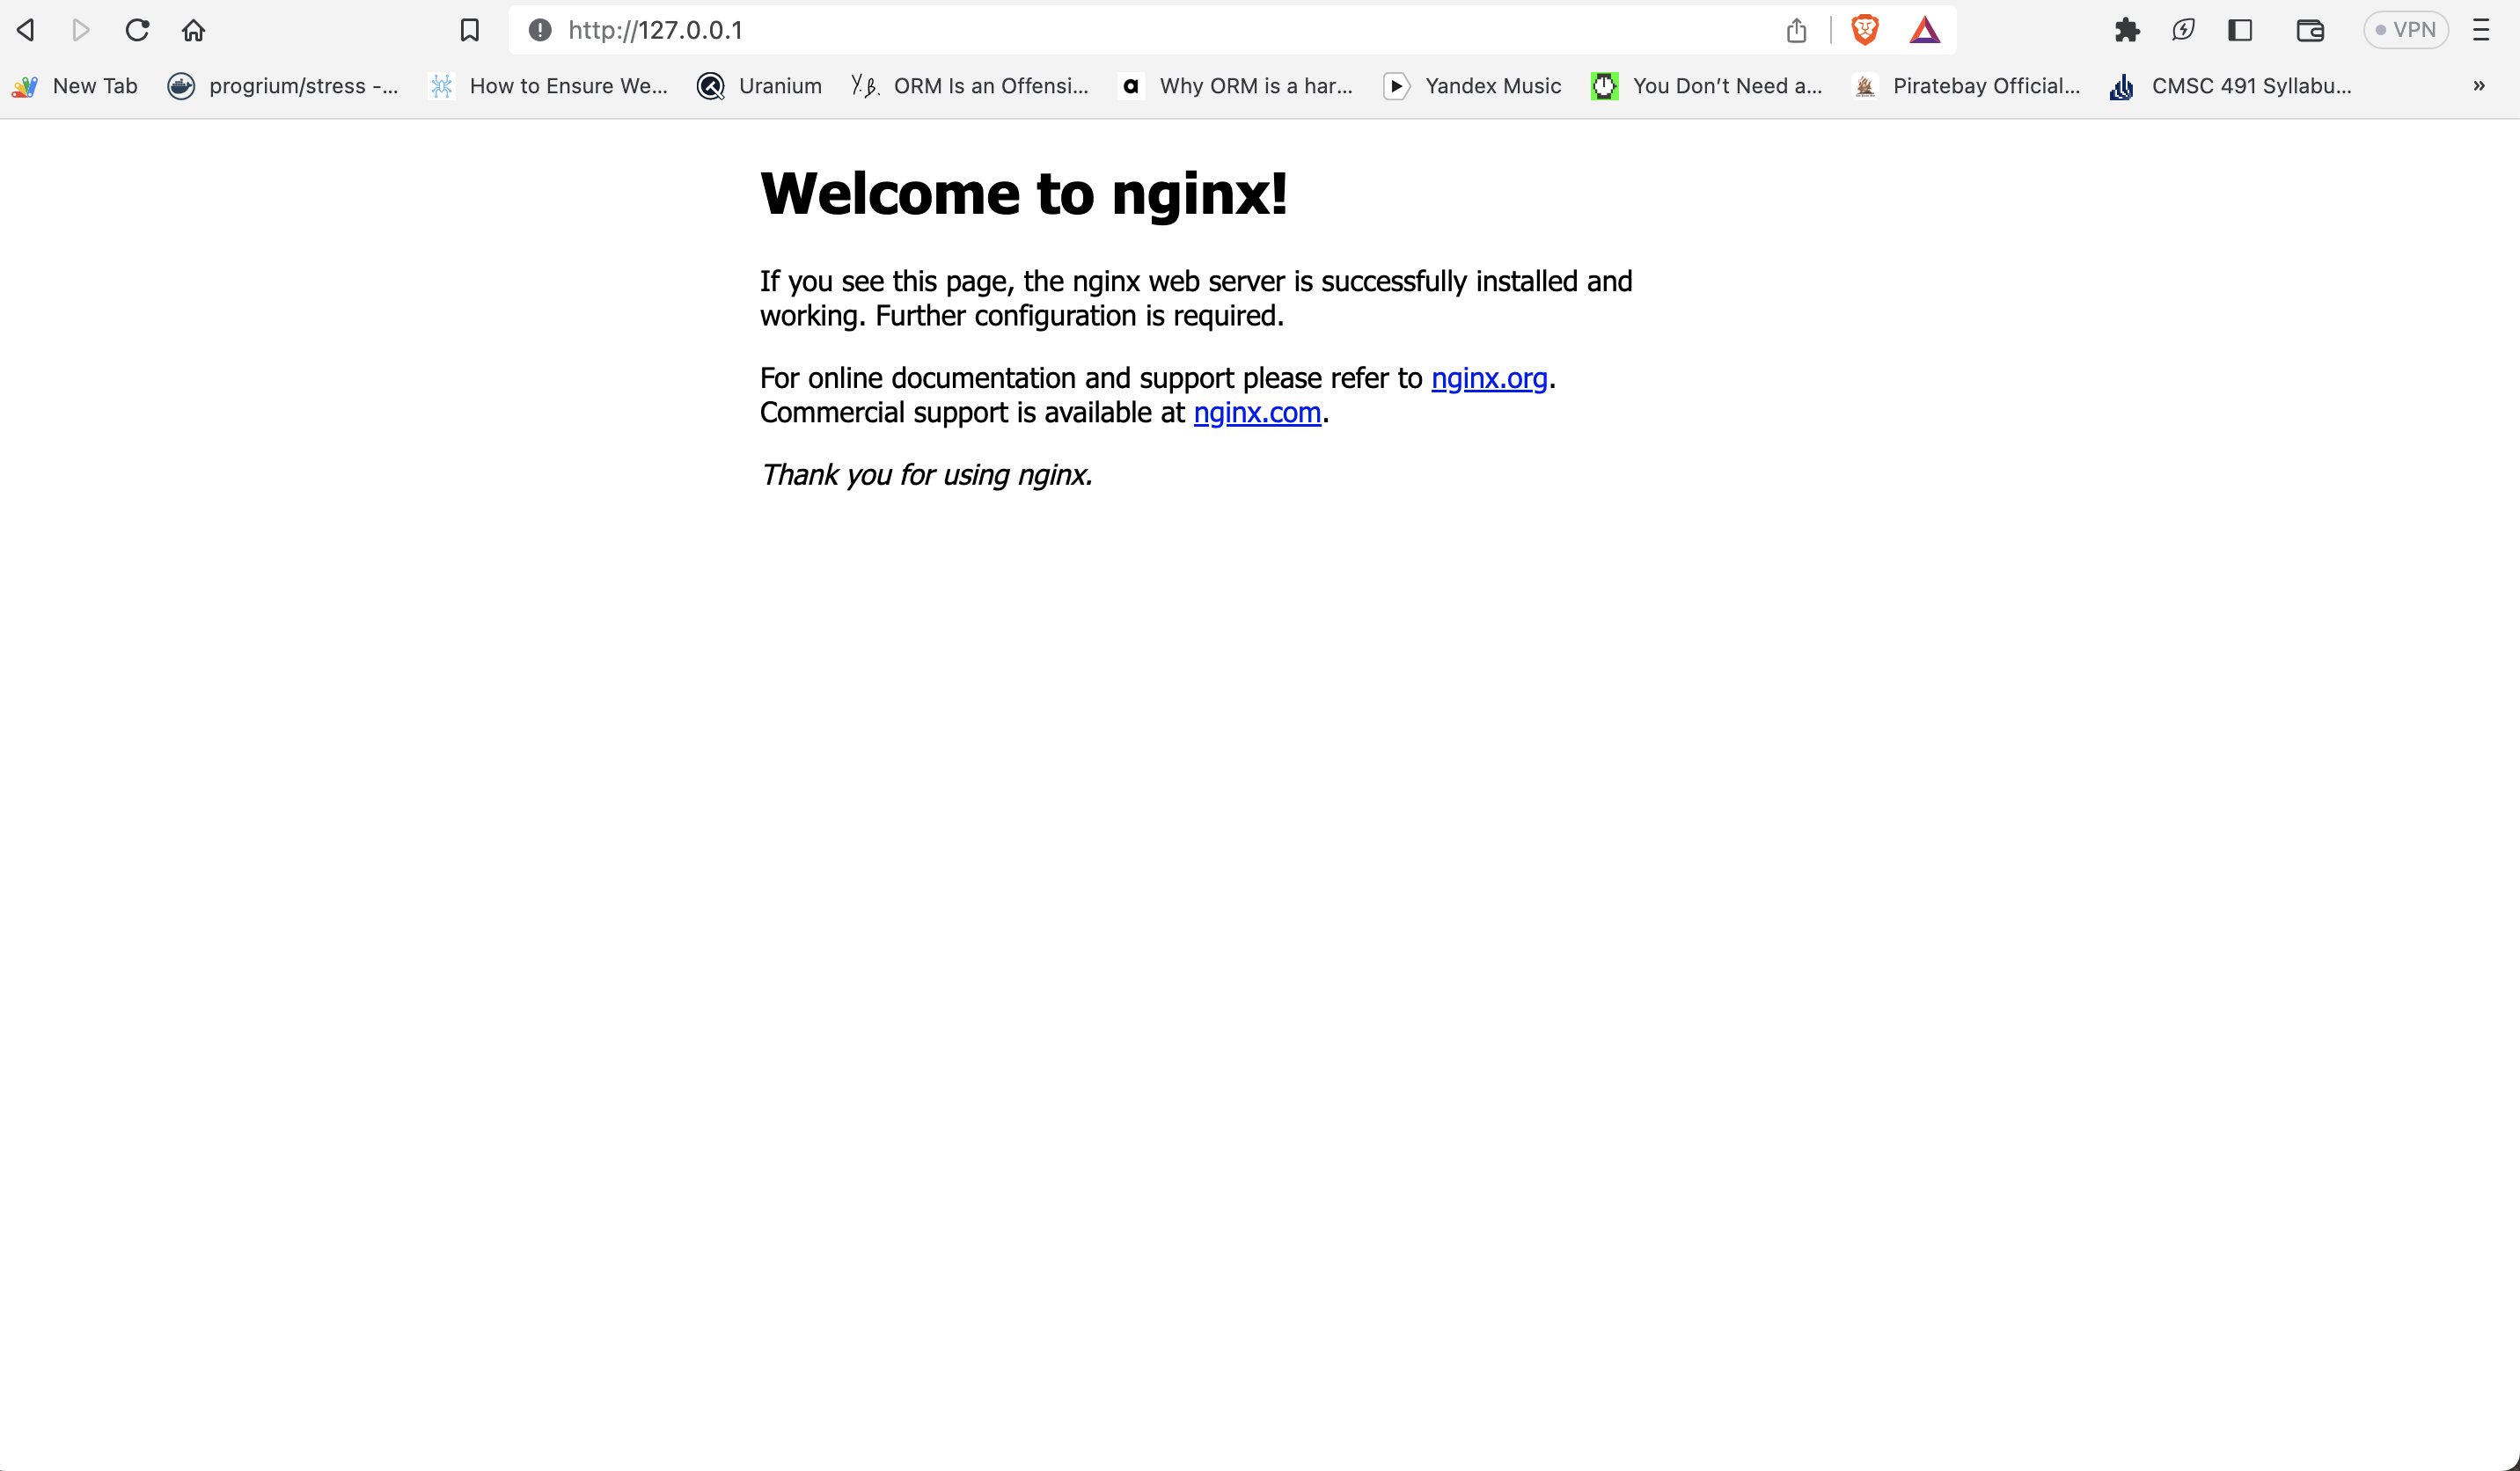 http://127.0.0.1
VPN
New Tab progrium/stress -... How to Ensure We... Uranium Y.B. ORM Is an Offensi... a Why ORM is a har... Yandex Music You Don’t Need a... Piratebay Official... CMSC 491 Syllabu... »
Welcome to nginx!
If you see this page, the nginx web server is successfully installed and
working. Further configuration is required.
For online documentation and support please refer to nginx.org.
Commercial support is available at nginx.com.
Thank you for using nginx.